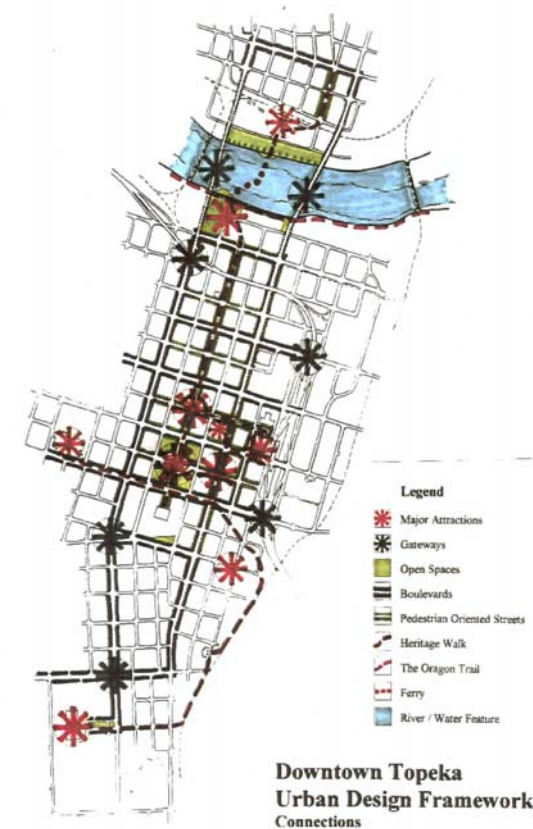 Legend
Major Attractions
Gateways
Open Spaces
Boulevards
Pedestrian Oriented Streets
Heritage Walk
The Oragon Trail
Ferry
River / Water Feature
Downtown Topeka
Urban Design Framework
Connections